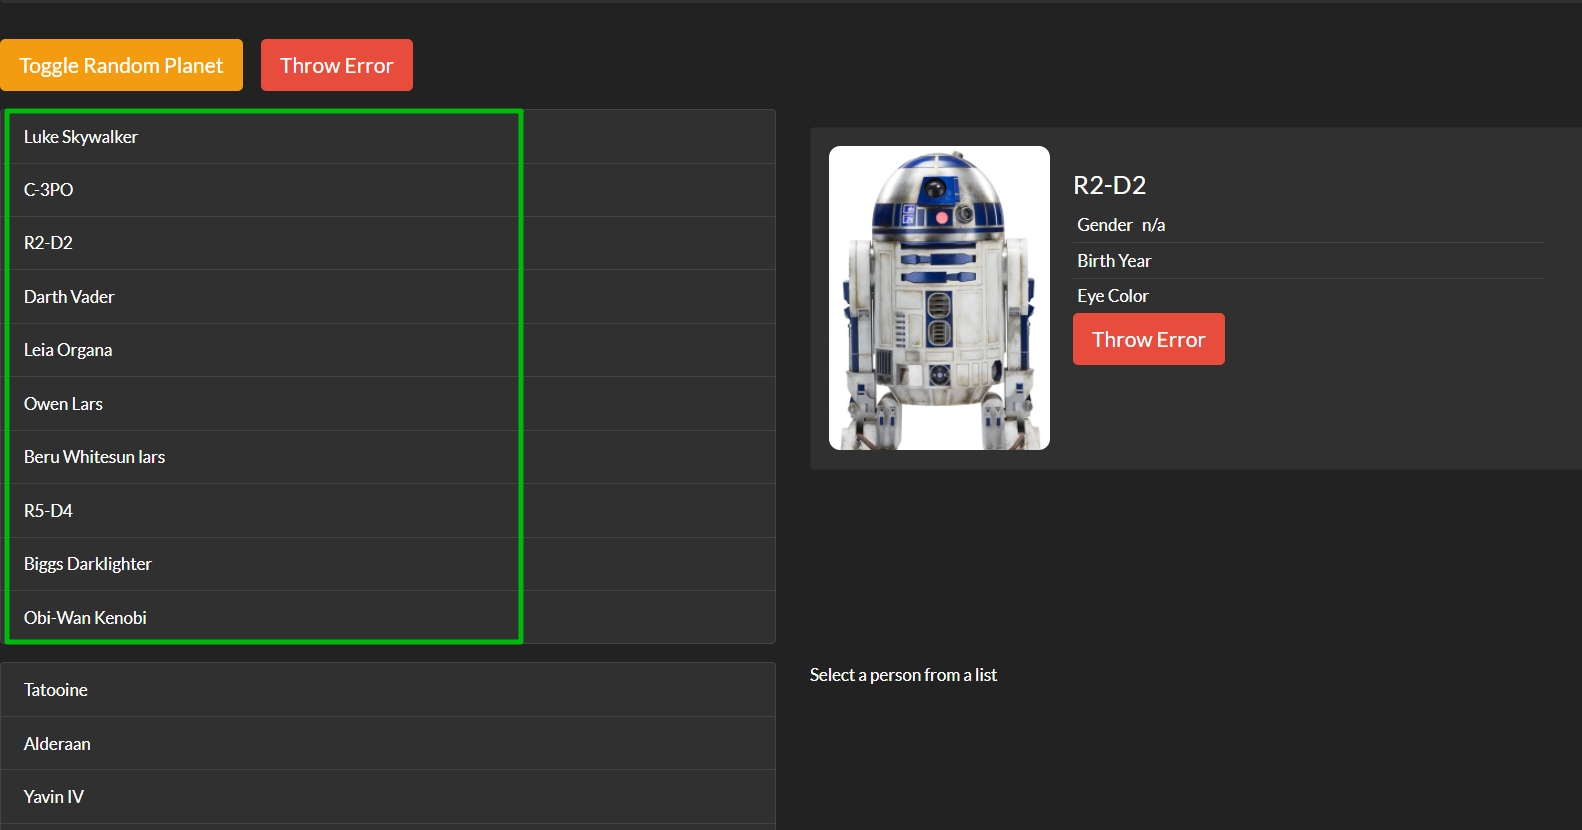 Toggle Random Planet
Throw Error
Luke Skywalker
C-3PO
R2-D2
Darth Vader
Leia Organa
Owen Lars
Beru Whitesun lars
R5-D4
Biggs Darklighter
Obi-Wan Kenobi
R2-D2
Gender n/a
Birth Year
Eye Color
Throw Error
Tatooine
Alderaan
Yavin IV
Select a person from a list